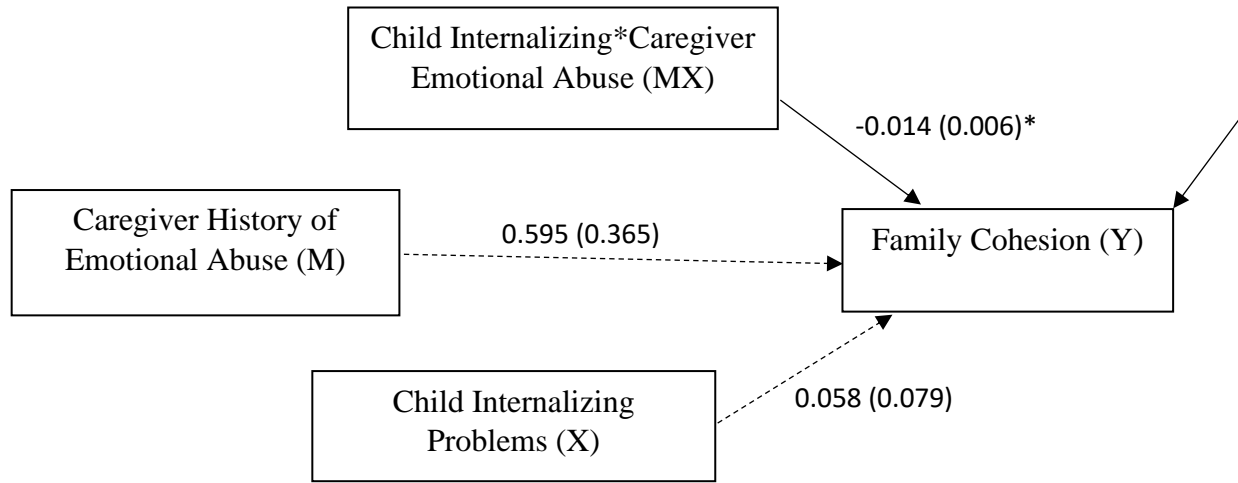 Child Internalizing*Caregiver
Emotional Abuse (MX)
-0.014 (0.006)*
Caregiver History of
Emotional Abuse (M)
0.595 (0.365)
Family Cohesion (Y)
Child Internalizing
Problems (X)
0.058 (0.079)